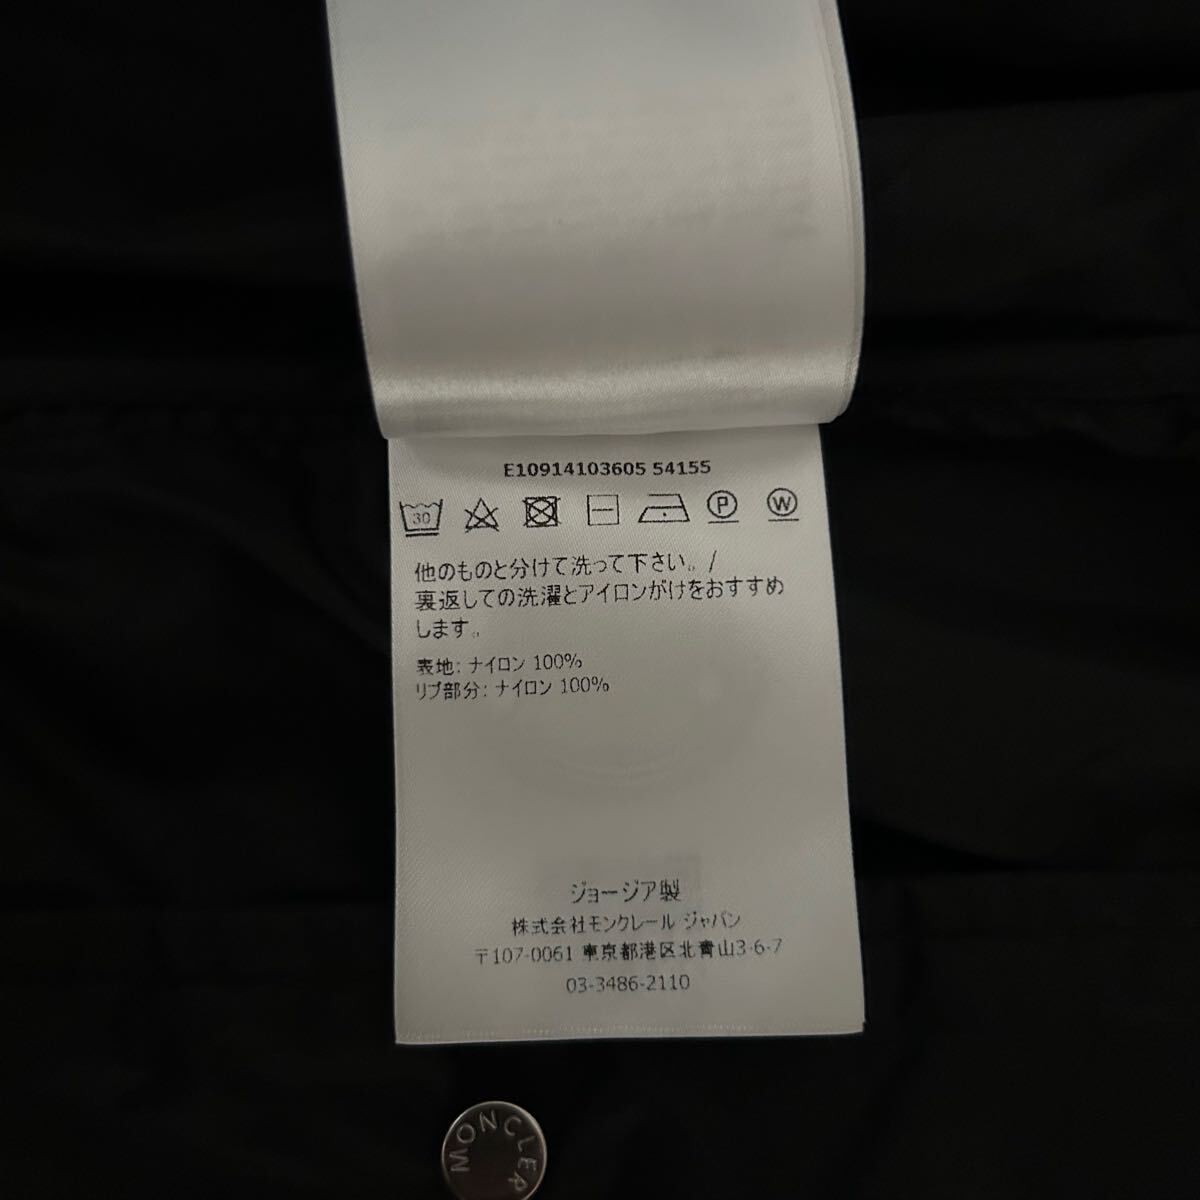 E10914103605 54155
30 P W
他のものと分けて洗って下さい。/
裏返しての洗濯とアイロンがけをおすすめ
します。
表地: ナイロン 100%
リブ部分: ナイロン 100%
ジョージア製
株式会社モンクレール ジャパン
〒107-0061 東京都港区北青山3-6-7
03-3486-2110
MONCLER